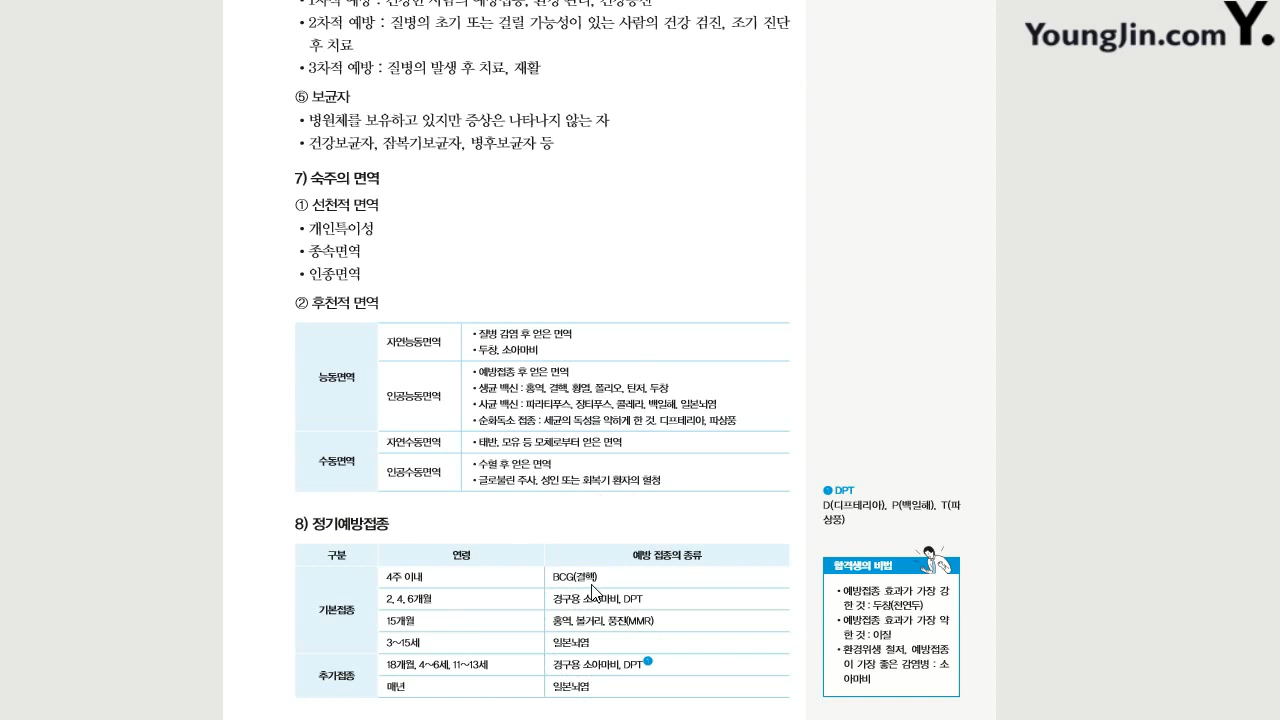 • 1차적 예방 : 건강한 사람의 예방접종, 환경 관리, 건강증진
• 2차적 예방 : 질병의 초기 또는 걸릴 가능성이 있는 사람의 건강 검진, 조기 진단
후 치료
• 3차적 예방 : 질병의 발생 후 치료, 재활
⑤ 보균자
• 병원체를 보유하고 있지만 증상은 나타나지 않는 자
• 건강보균자, 잠복기보균자, 병후보균자 등
7) 숙주의 면역
① 선천적 면역
• 개인특이성
• 종속면역
• 인종면역
② 후천적 면역
능동면역
자연능동면역
• 질병 감염 후 얻은 면역
• 두창, 소아마비
인공능동면역
• 예방접종 후 얻은 면역
• 생균 백신 : 홍역, 결핵, 황열, 폴리오, 탄저, 두창
• 사균 백신 : 파라티푸스, 장티푸스, 콜레라, 백일해, 일본뇌염
• 순화독소 접종 : 세균의 독성을 약하게 한 것. 디프테리아, 파상풍
수동면역
자연수동면역
• 태반, 모유 등 모체로부터 얻은 면역
인공수동면역
• 수혈 후 얻은 면역
• 글로불린 주사, 성인 또는 회복기 환자의 혈청
8) 정기예방접종
구분 연령 예방 접종의 종류
기본접종
4주 이내 BCG(결핵)
2, 4, 6개월 경구용 소아마비, DPT
15개월 홍역, 볼거리, 풍진(MMR)
3~15세 일본뇌염
추가접종
18개월, 4~6세, 11~13세 경구용 소아마비, DPT
매년 일본뇌염
YoungJin.com Y.
DPT
D(디프테리아), P(백일해), T(파
상풍)
합격생의 비법
• 예방접종 효과가 가장 강
한 것 : 두창(천연두)
• 예방접종 효과가 가장 약
한 것 : 이질
• 환경위생 철저, 예방접종
이 가장 좋은 감염병 : 소
아마비